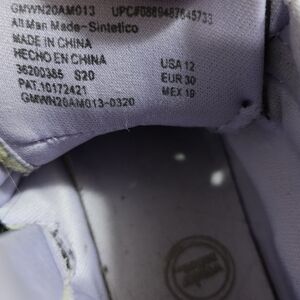 GMWN20AM013 UPC#0889487645733
All Man Made-Sintetico
MADE IN CHINA
HECHO EN CHINA
36200385 S20
PAT.10172421
GMWN20AM013-0320
USA 12
EUR 30
MEX 19